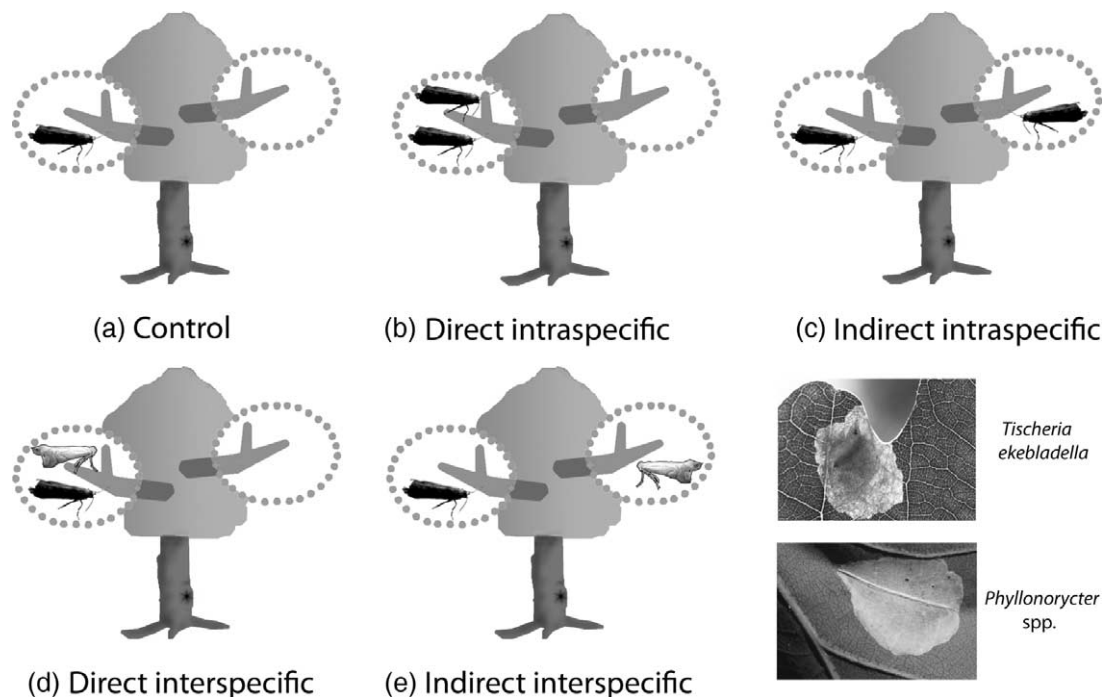 (a) Control
(b) Direct intraspecific
(c) Indirect intraspecific
(d) Direct interspecific
(e) Indirect interspecific
Tischeria
ekebladella
Phyllonorycter
spp.